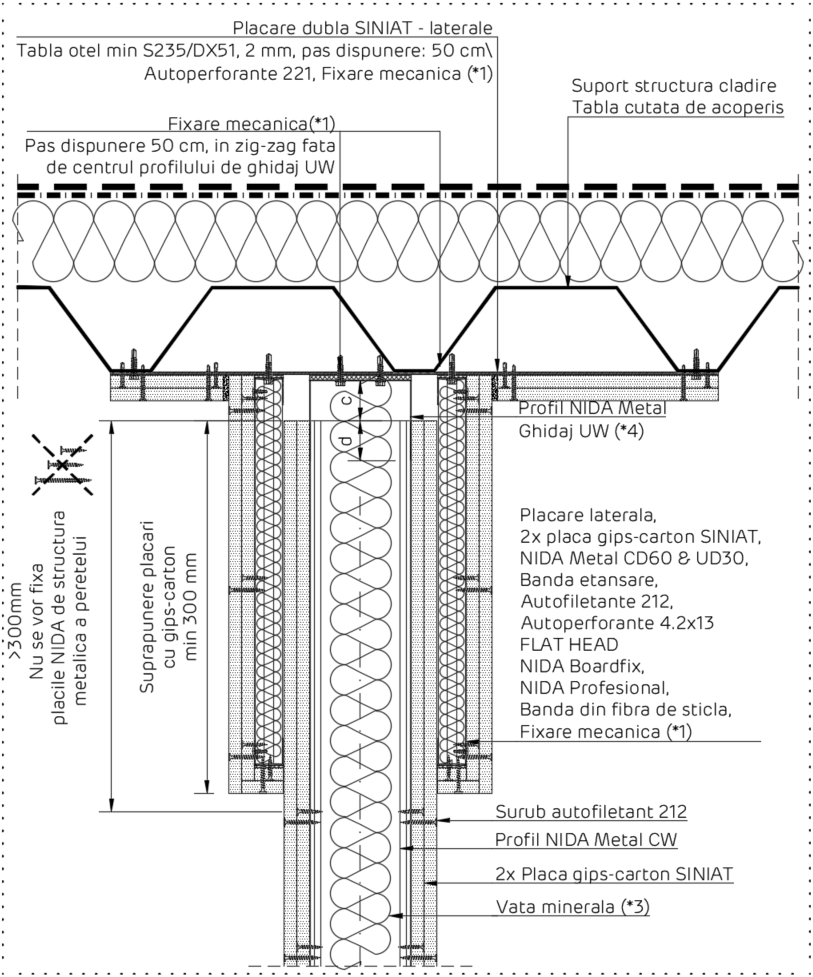 Placare dubla SINIAT - laterale
Tabla otel min S235/DX51, 2 mm, pas dispunere: 50 cm\
Autoperforante 221, Fixare mecanica (*1)
Suport structura cladire
Tabla cutata de acoperis
Fixare mecanica(*1)
Pas dispunere 50 cm, in zig-zag fata
de centrul profilului de ghidaj UW
c
d
Profil NIDA Metal
Ghidaj UW (*4)
>300mm
Nu se vor fixa
placile NIDA de structura
metalica a peretelui
Suprapunere placari
cu gips-carton
min 300 mm
Placare laterala,
2x placa gips-carton SINIAT,
NIDA Metal CD60 & UD30,
Banda etansare,
Autofiletante 212,
Autoperforante 4.2x13
FLAT HEAD
NIDA Boardfix,
NIDA Profesional,
Banda din fibra de sticla,
Fixare mecanica (*1)
Surub autofiletant 212
Profil NIDA Metal CW
2x Placa gips-carton SINIAT
Vata minerala (*3)